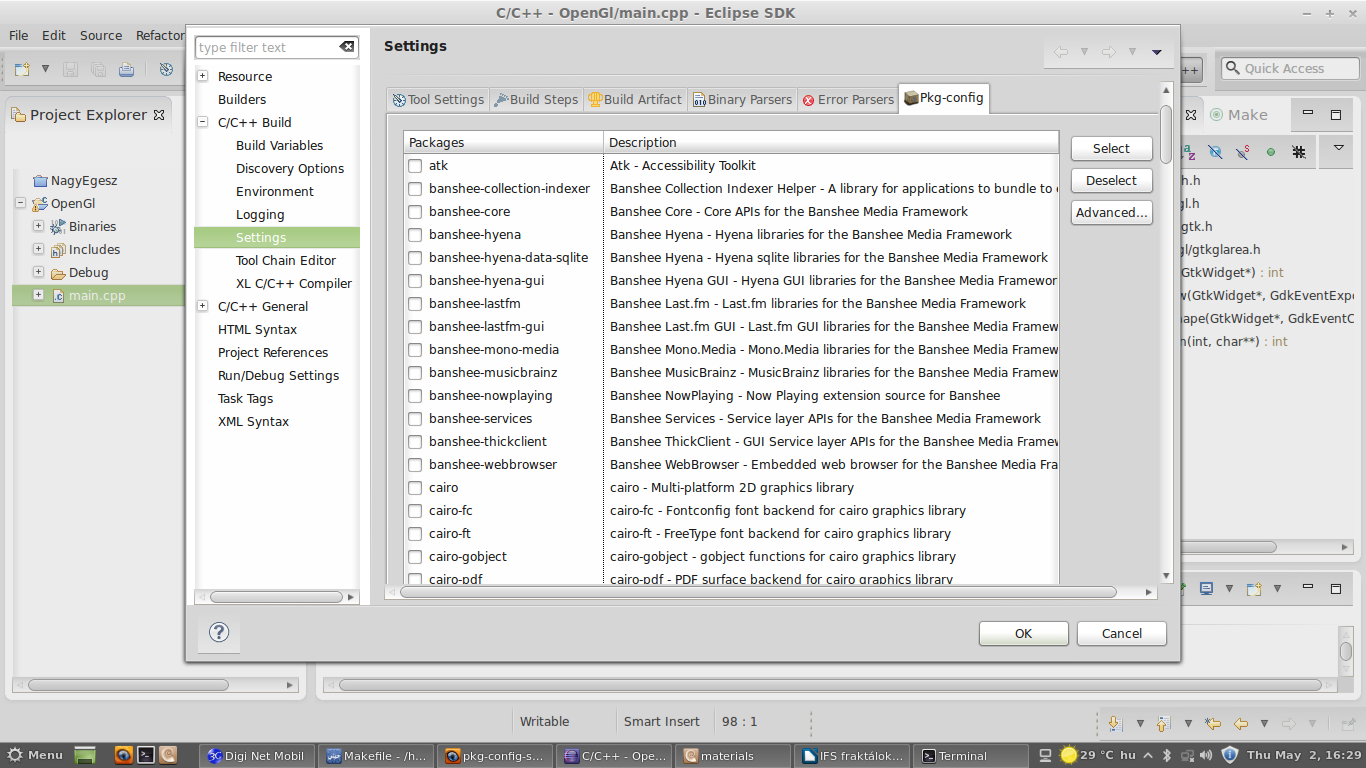 C/C++ - OpenGl/main.cpp - Eclipse SDK
File Edit Source Refactor
Quick Access
Project Explorer
NagyEgesz
OpenGl
Binaries
Includes
Debug
main.cpp
type filter text
Resource
Builders
C/C++ Build
Build Variables
Discovery Options
Environment
Logging
Settings
Tool Chain Editor
XL C/C++ Compiler
C/C++ General
HTML Syntax
Project References
Run/Debug Settings
Task Tags
XML Syntax
Settings
Tool Settings Build Steps Build Artifact Binary Parsers Error Parsers Pkg-config
Packages Description
atk Atk - Accessibility Toolkit
banshee-collection-indexer Banshee Collection Indexer Helper - A library for applications to bundle to
banshee-core Banshee Core - Core APIs for the Banshee Media Framework
banshee-hyena Banshee Hyena - Hyena libraries for the Banshee Media Framework
banshee-hyena-data-sqlite Banshee Hyena - Hyena sqlite libraries for the Banshee Media Framework
banshee-hyena-gui Banshee Hyena GUI - Hyena GUI libraries for the Banshee Media Framewor
banshee-lastfm Banshee Last.fm - Last.fm libraries for the Banshee Media Framework
banshee-lastfm-gui Banshee Last.fm GUI - Last.fm GUI libraries for the Banshee Media Framew
banshee-mono-media Banshee Mono.Media - Mono.Media libraries for the Banshee Media Framew
banshee-musicbrainz Banshee MusicBrainz - MusicBrainz libraries for the Banshee Media Framew
banshee-nowplaying Banshee NowPlaying - Now Playing extension source for Banshee
banshee-services Banshee Services - Service layer APIs for the Banshee Media Framework
banshee-thickclient Banshee ThickClient - GUI Service layer APIs for the Banshee Media Framew
banshee-webbrowser Banshee WebBrowser - Embedded web browser for the Banshee Media Fra
cairo cairo - Multi-platform 2D graphics library
cairo-fc cairo-fc - Fontconfig font backend for cairo graphics library
cairo-ft cairo-ft - FreeType font backend for cairo graphics library
cairo-gobject cairo-gobject - gobject functions for cairo graphics library
cairo-pdf cairo-pdf - PDF surface backend for cairo graphics library
Select
Deselect
Advanced...
OK Cancel
++
Make
h.h
gl.h
gtk.h
gl/gtkglarea.h
(GtkWidget*) : int
w(GtkWidget*, GdkEventExpo
hape(GtkWidget*, GdkEventC
n(int, char**) : int
Writable Smart Insert 98 : 1
Menu Digi Net Mobil Makefile - /h... pkg-config-s... C/C++ - Ope... materials IFS fraktálok... Terminal 29 °C hu Thu May 2, 16:29